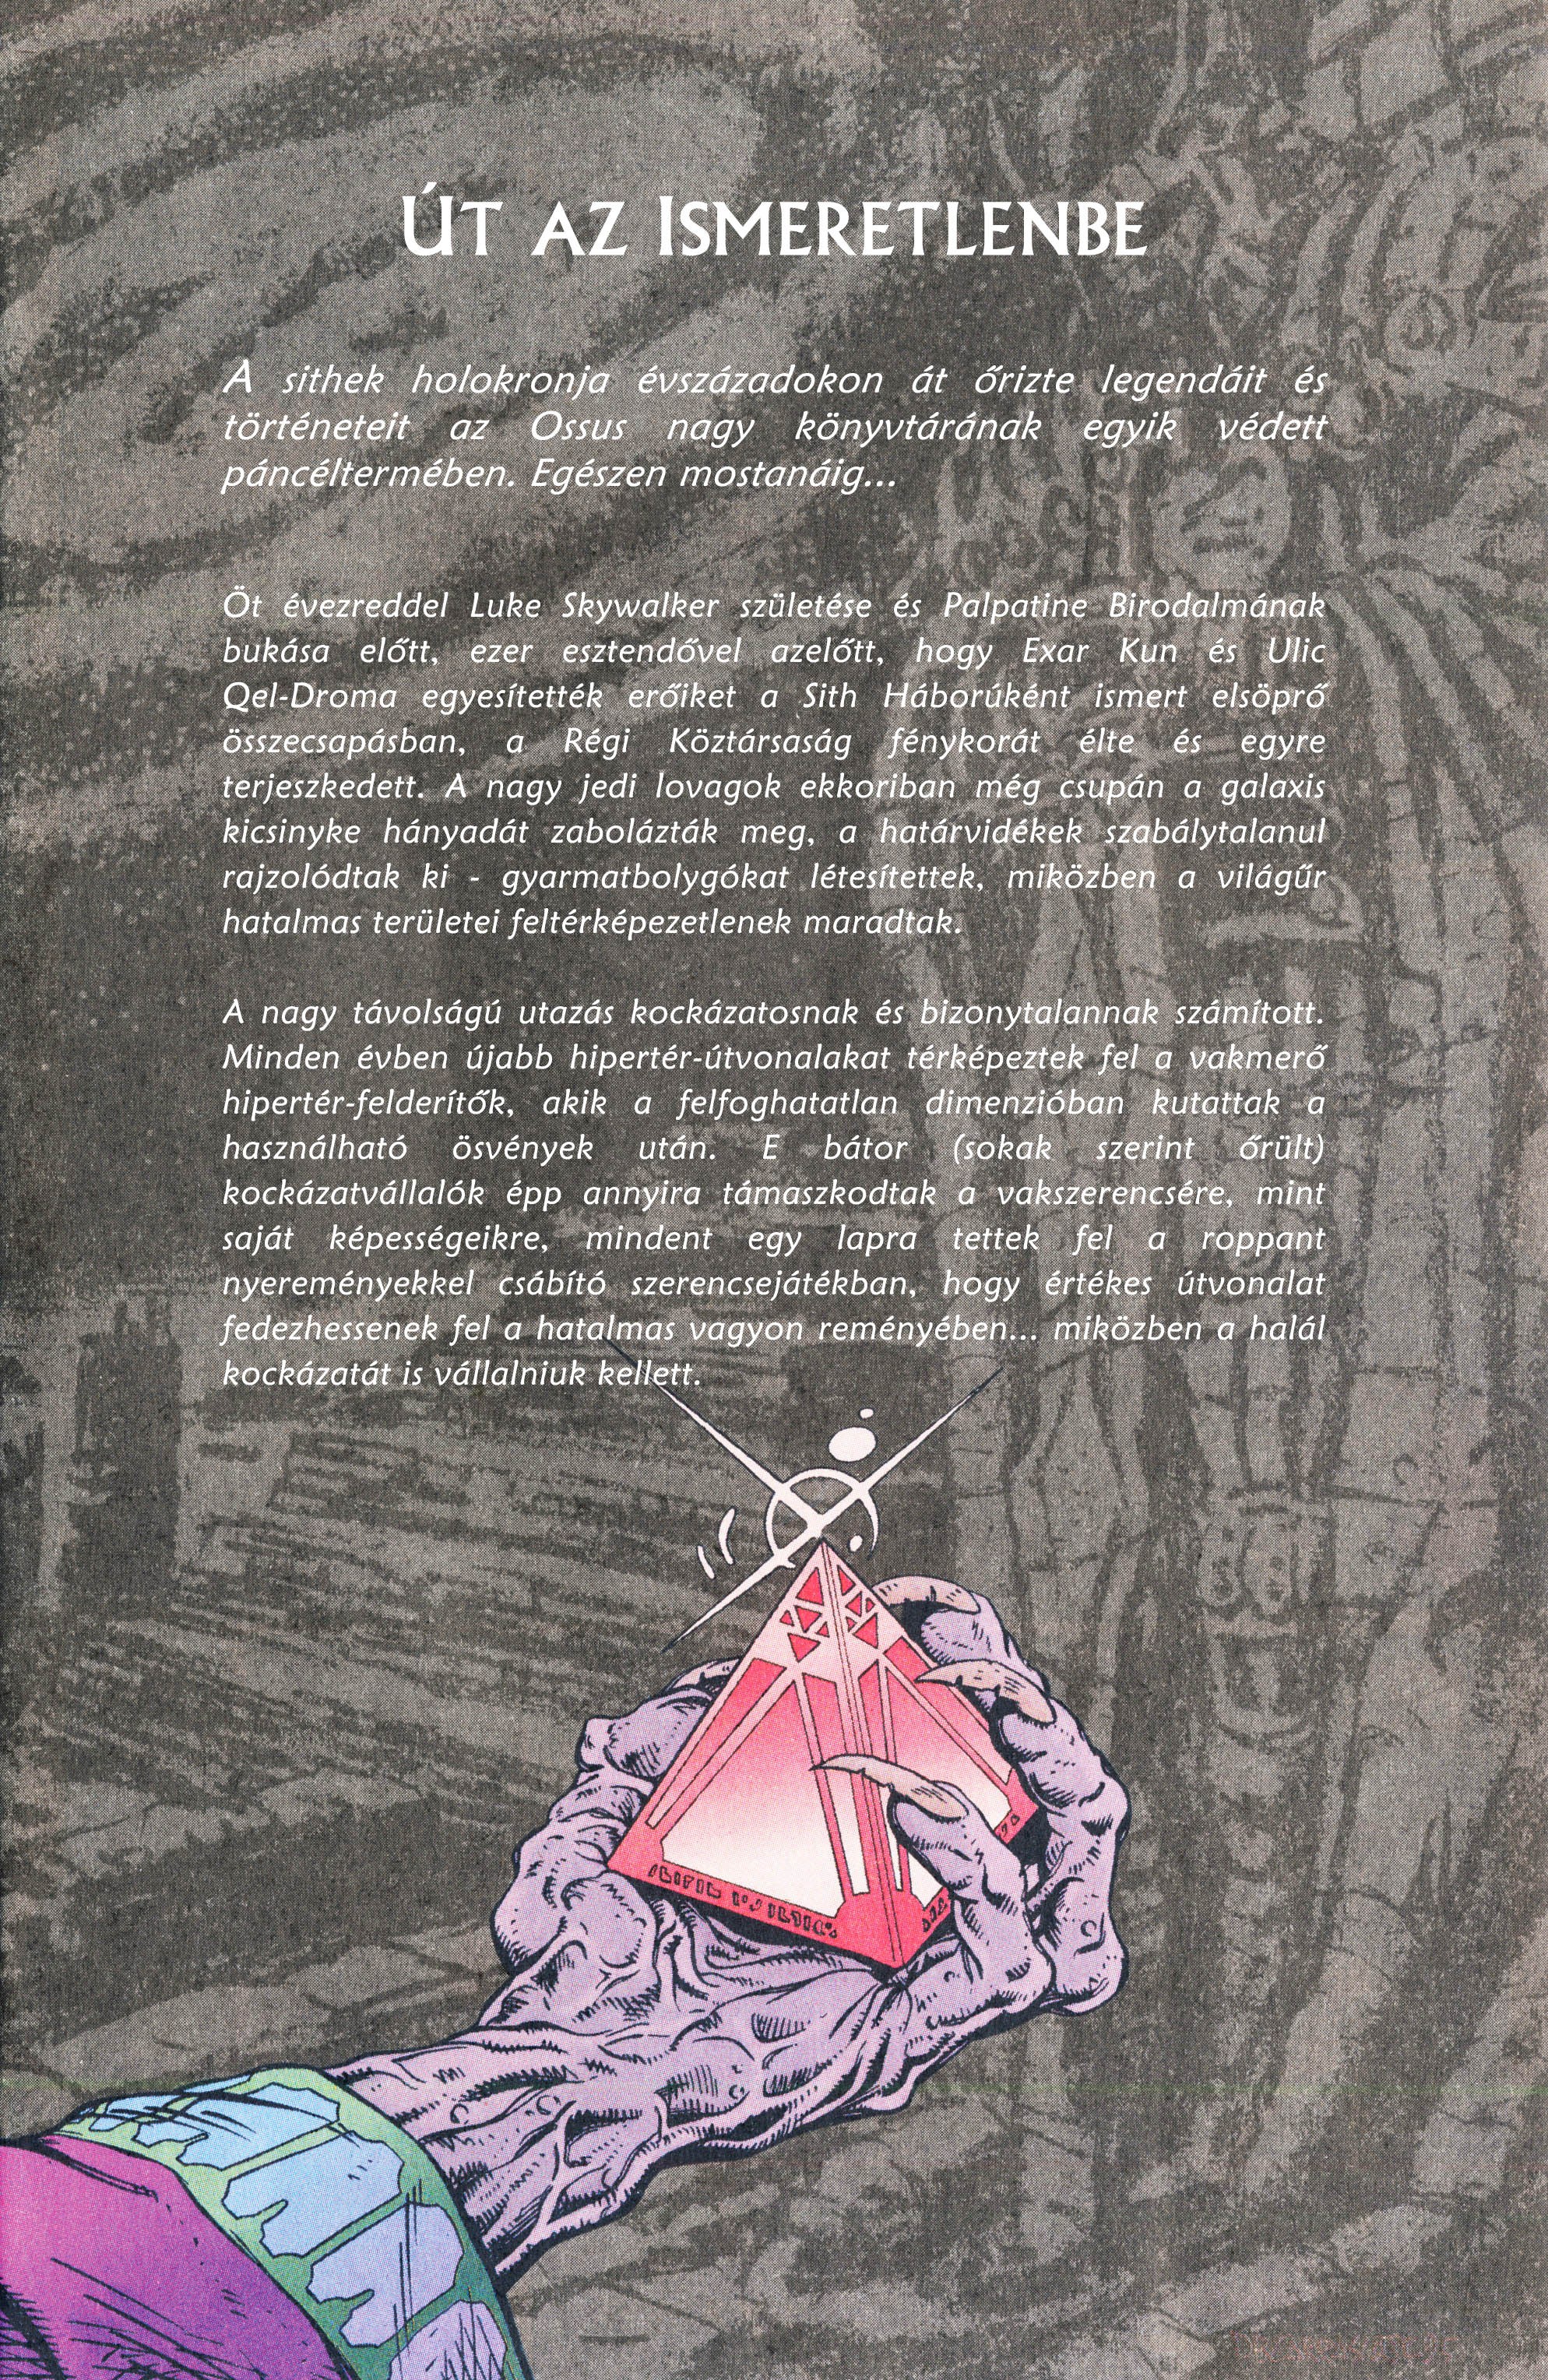 Út az Ismeretlenbe
A sithek holokronja évszázadokon át őrizte legendáit és
történeteit az Ossus nagy könyvtárának egyik védett
páncéltermében. Egészen mostanáig...
Öt évezreddel Luke Skywalker születése és Palpatine Birodalmának
bukása előtt, ezer esztendővel azelőtt, hogy Exar Kun és Ulic
Qel-Droma egyesítették erőiket a Sith Háborúként ismert elsöprő
összecsapásban, a Régi Köztársaság fénykorát élte és egyre
terjeszkedett. A nagy jedi lovagok ekkoriban még csupán a galaxis
kicsinyke hányadát zabolázták meg, a határvidékek szabálytalanul
rajzolódtak ki - gyarmatbolygókat létesítettek, miközben a világűr
hatalmas területei feltérképezetlenek maradtak.
A nagy távolságú utazás kockázatosnak és bizonytalannak számított.
Minden évben újabb hipertér-útvonalakat térképeztek fel a vakmerő
hipertér-felderítők, akik a felfoghatatlan dimenzióban kutattak a
használható ösvények után. E bátor (sokak szerint őrült)
kockázatvállalók épp annyira támaszkodtak a vakszerencsére, mint
saját képességeikre, mindent egy lapra tettek fel a roppant
nyereményekkel csábító szerencsejátékban, hogy értékes útvonalat
fedezhessenek fel a hatalmas vagyon reményében... miközben a halál
kockázatát is vállalniuk kellett.